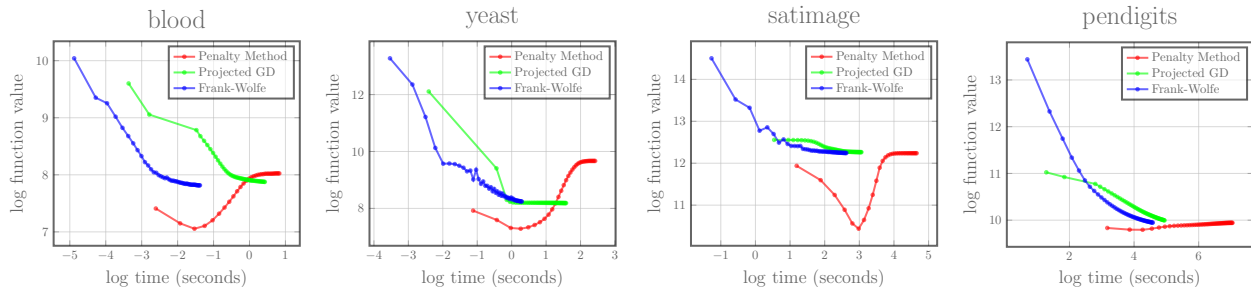 blood
Penalty Method
Projected GD
Frank-Wolfe
log function value
10
9
8
7
−5 −4 −3 −2 −1 0 1
log time (seconds)
yeast
Penalty Method
Projected GD
Frank-Wolfe
log function value
12
10
8
−4 −3 −2 −1 0 1 2 3
log time (seconds)
satimage
Penalty Method
Projected GD
Frank-Wolfe
log function value
14
13
12
11
−1 0 1 2 3 4 5
log time (seconds)
pendigits
Penalty Method
Projected GD
Frank-Wolfe
log function value
13
12
11
10
2 4 6
log time (seconds)